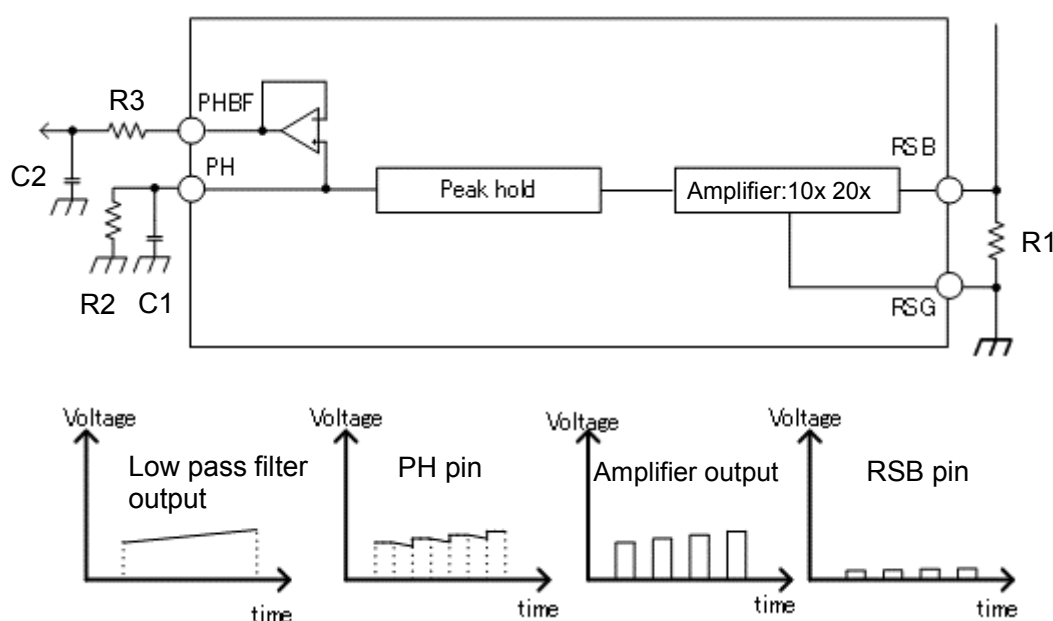 R3
PHBF
PH
C2
R2
C1
Peak hold
Amplifier:10x 20x
RSB
R1
RSG
Voltage
Low pass filter
output
time
Voltage
PH pin
time
Voltage
Amplifier output
time
Voltage
RSB pin
time